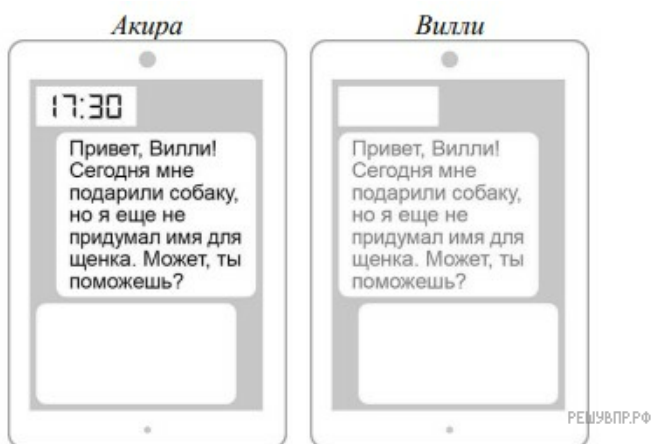 Акира
Вилли
17:30
Привет, Вилли!
Сегодня мне
подарили собаку,
но я еще не
придумал имя для
щенка. Может, ты
поможешь?
Привет, Вилли!
Сегодня мне
подарили собаку,
но я еще не
придумал имя для
щенка. Может, ты
поможешь?
РЕШУВПР.РФ